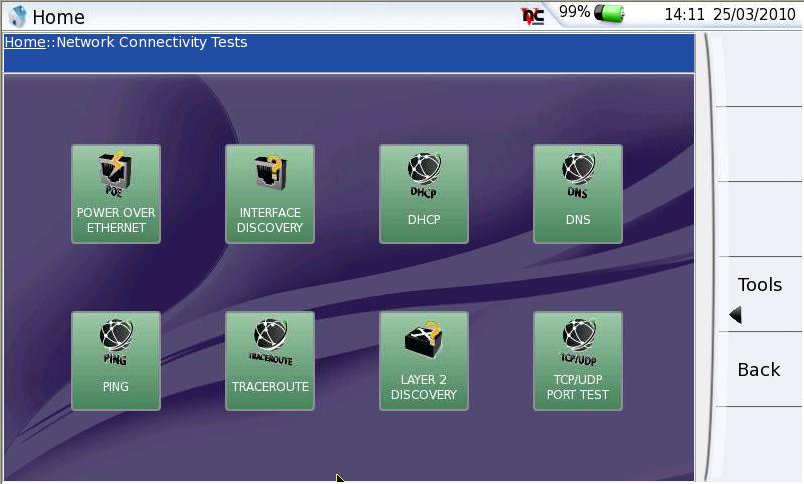 Home
VNC 99% 14:11 25/03/2010
Home::Network Connectivity Tests
POE
POWER OVER
ETHERNET
INTERFACE
DISCOVERY
DHCP
DHCP
DNS
DNS
PING
PING
TRACEROUTE
TRACEROUTE
LAYER 2
DISCOVERY
TCP/UDP
TCP/UDP
PORT TEST
Tools
Back